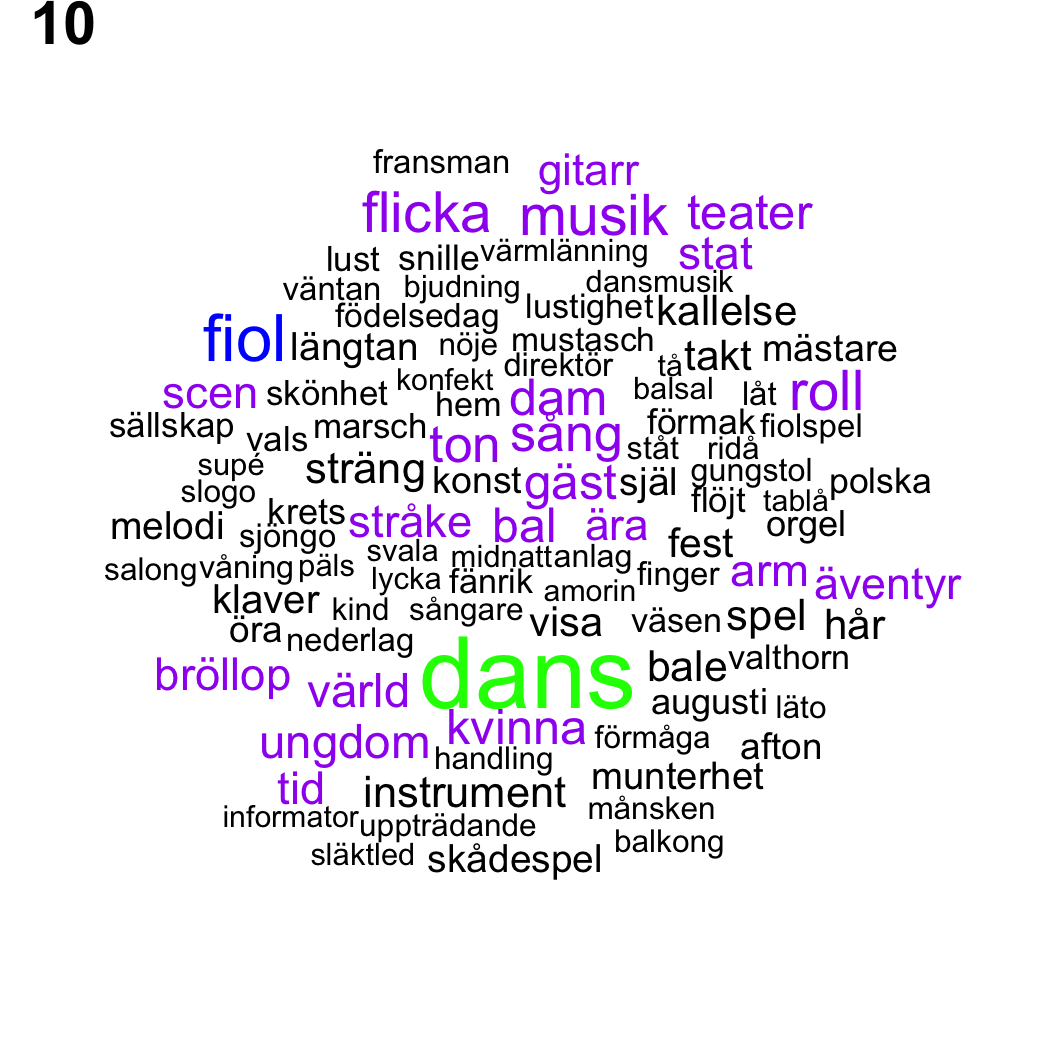 10
fransman gitarr
flicka musik teater
lust snille värmlänning stat
väntan bjudning dansmusik
födelsedag lustighet kallelse
fiol längtan nöje mustasch takt mästare
direktör tå
scen skönhet konfekt dam balsal låt roll
hem
sällskap vals marsch ton sång förmak fiolspel
ståt ridå
supé sträng konst gäst själ gungstol polska
slogo flöjt tablå
melodi krets stråke bal ära orgel
sjöngo fest
salong våning päls svala midnatt anlag finger arm äventyr
lycka fänrik amorin
klaver kind sångare visa väsen spel hår
öra nederlag
bröllop värld dans bale valthorn
augusti läto
ungdom kvinna förmåga afton
handling
tid instrument munterhet
informator uppträdande månsken
släktled skådespel balkong